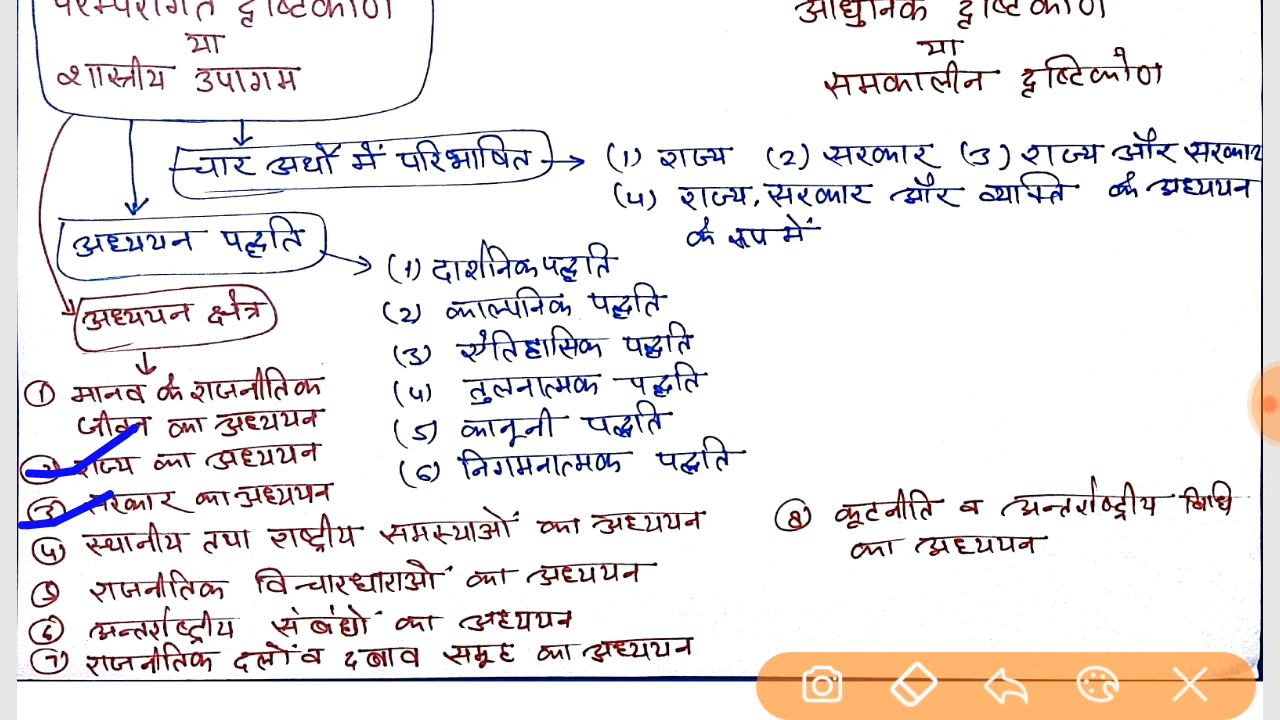 परम्परागत दृष्टिकोण
या
शास्त्रीय उपागम
आधुनिक दृष्टिकोण
या
समकालीन दृष्टिकोण
चार अर्थों में परिभाषित → (1) राज्य (2) सरकार (3) राज्य और सरकार
(4) राज्य, सरकार और व्यक्ति के अध्ययन
के रूप में
अध्ययन पद्धति
(1) दार्शनिक पद्धति
(2) काल्पनिक पद्धति
(3) ऐतिहासिक पद्धति
(4) तुलनात्मक पद्धति
(5) कानूनी पद्धति
(6) निगमनात्मक पद्धति
अध्ययन क्षेत्र
① मानव के राजनीतिक
जीवन का अध्ययन
② राज्य का अध्ययन
③ सरकार का अध्ययन
④ स्थानीय तथा राष्ट्रीय समस्याओं का अध्ययन
⑤ राजनीतिक विचारधाराओं का अध्ययन
⑥ अन्तर्राष्ट्रीय संबंधों का अध्ययन
⑦ राजनीतिक दलों व दबाव समूह का अध्ययन
⑧ कूटनीति व अन्तर्राष्ट्रीय विधि
का अध्ययन